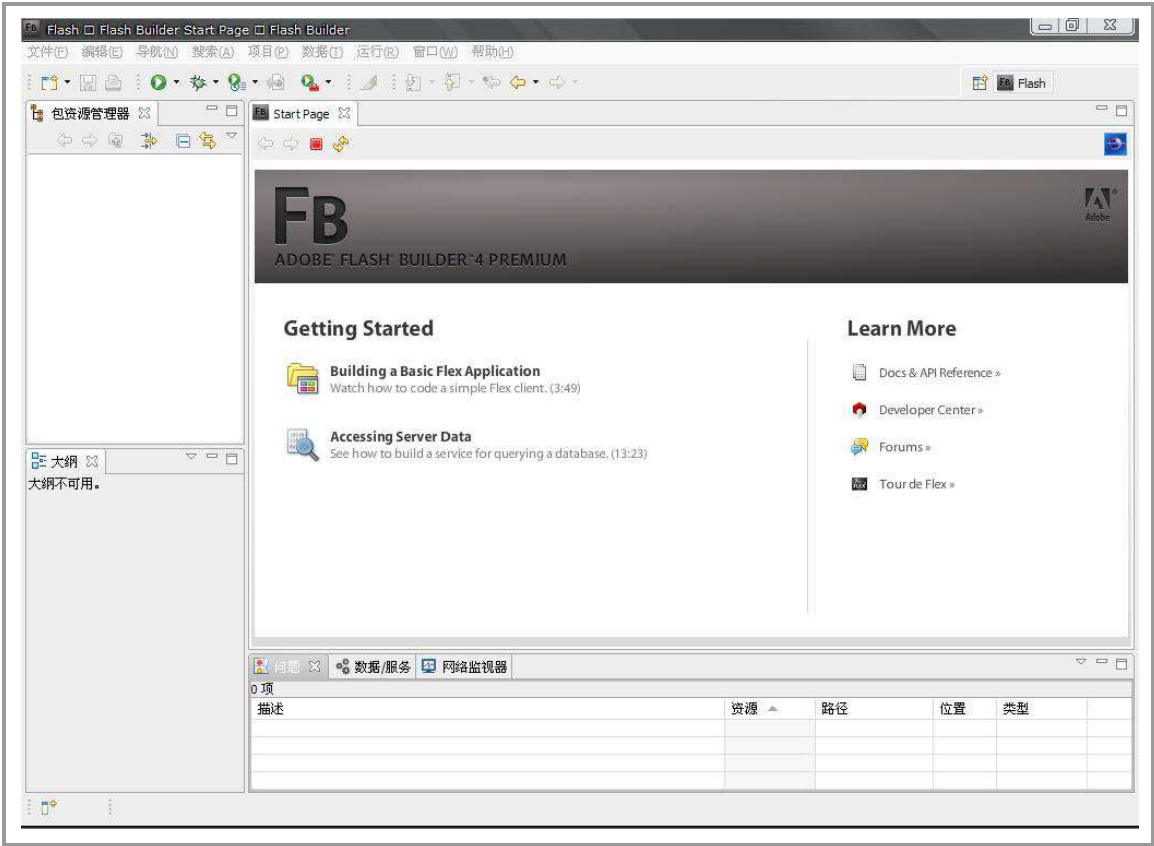 Flash □ Flash Builder Start Page □ Flash Builder
文件(F) 编辑(E) 导航(N) 搜索(A) 项目(P) 数据(T) 运行(R) 窗口(W) 帮助(H)
Flash
包资源管理器
Start Page
FB
Adobe
ADOBE® FLASH® BUILDER™ 4 PREMIUM
Getting Started
Building a Basic Flex Application
Watch how to code a simple Flex client. (3:49)
Accessing Server Data
See how to build a service for querying a database. (13:23)
Learn More
Docs & API Reference »
Developer Center »
Forums »
Tour de Flex »
大纲
大纲不可用。
问题 数据/服务 网络监视器
0 项
描述 资源 路径 位置 类型